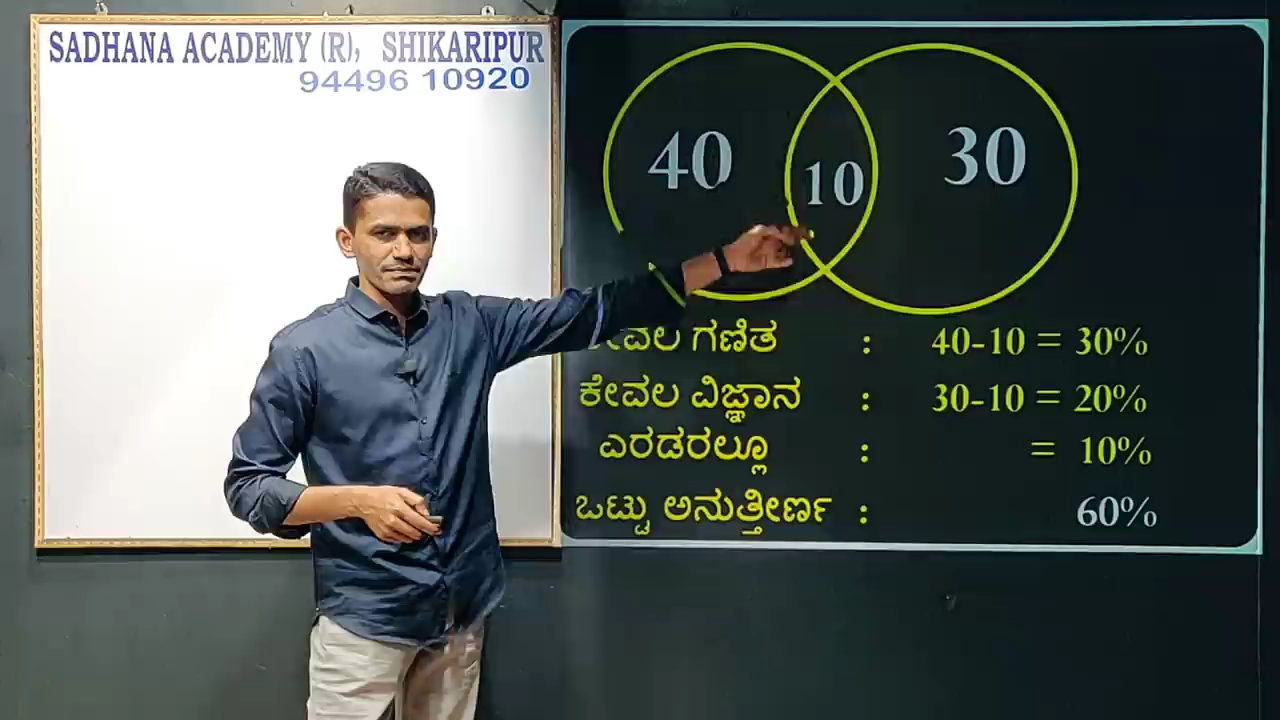 SADHANA ACADEMY (R), SHIKARIPUR
94496 10920
40 10 30
ಗಣಿತ : 40-10 = 30%
ಕೇವಲ ವಿಜ್ಞಾನ : 30-10 = 20%
ಎರಡರಲ್ಲೂ : = 10%
ಒಟ್ಟು ಅನುತ್ತೀರ್ಣ : 60%